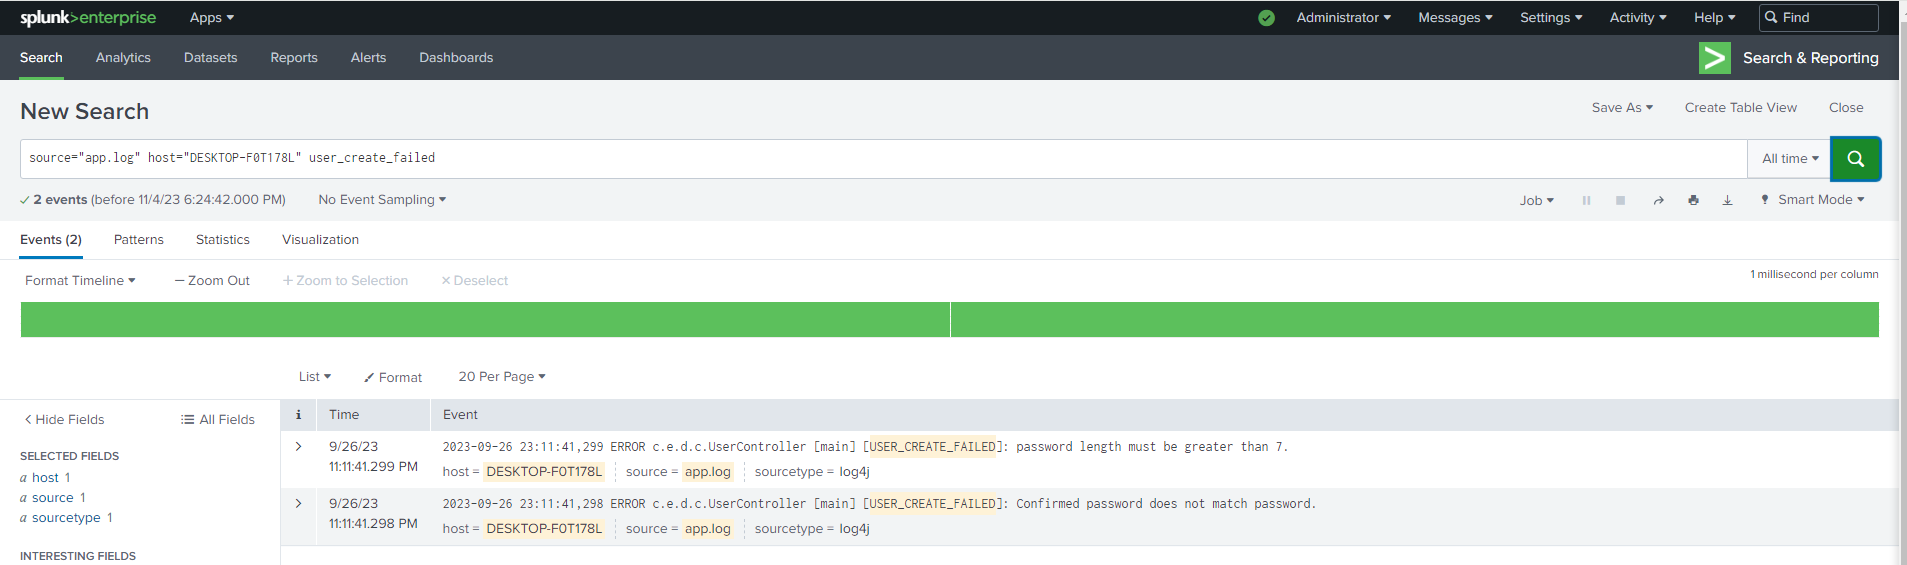 splunk>enterprise Apps Administrator Messages Settings Activity Help Find
Search Analytics Datasets Reports Alerts Dashboards Search & Reporting
New Search Save As Create Table View Close
source="app.log" host="DESKTOP-F0T178L" user_create_failed All time
2 events (before 11/4/23 6:24:42.000 PM) No Event Sampling Job Smart Mode
Events (2) Patterns Statistics Visualization
Format Timeline — Zoom Out + Zoom to Selection × Deselect 1 millisecond per column
List Format 20 Per Page
< Hide Fields All Fields i Time Event
SELECTED FIELDS
a host 1
a source 1
a sourcetype 1
INTERESTING FIELDS
> 9/26/23 2023-09-26 23:11:41,299 ERROR c.e.d.c.UserController [main] [USER_CREATE_FAILED]: password length must be greater than 7.
11:11:41.299 PM host = DESKTOP-F0T178L source = app.log sourcetype = log4j
> 9/26/23 2023-09-26 23:11:41,298 ERROR c.e.d.c.UserController [main] [USER_CREATE_FAILED]: Confirmed password does not match password.
11:11:41.298 PM host = DESKTOP-F0T178L source = app.log sourcetype = log4j